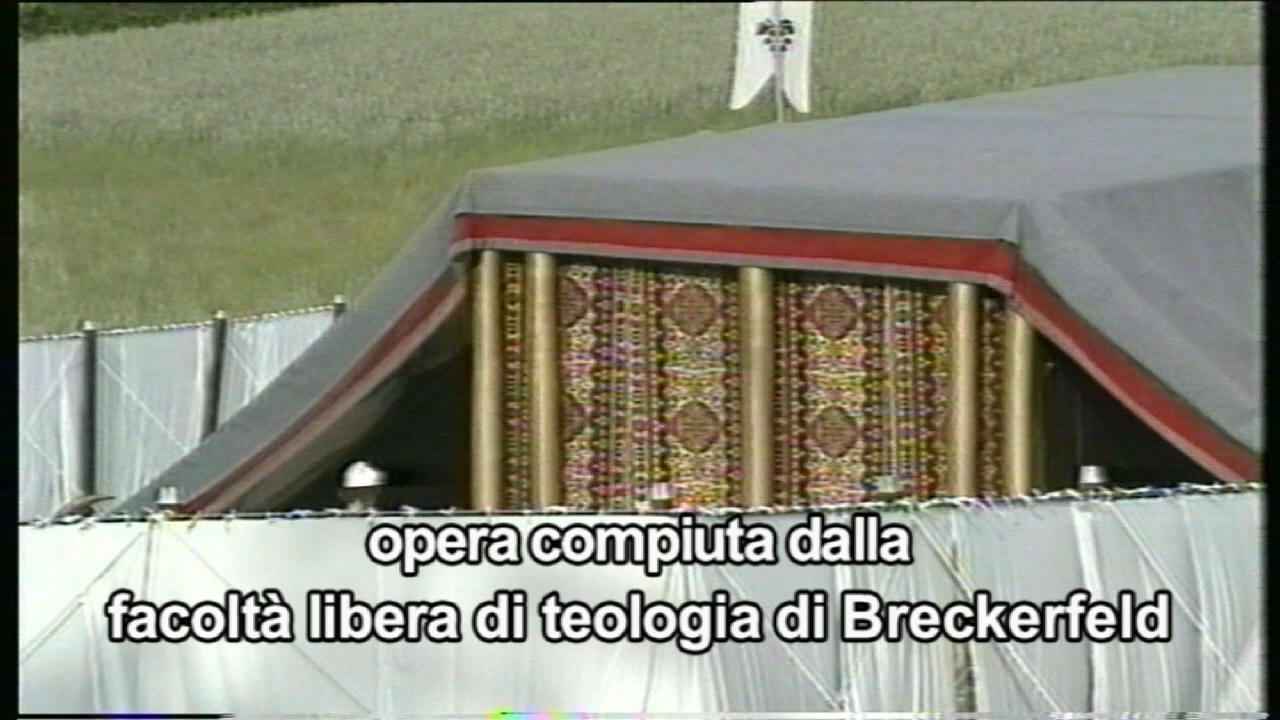 opera compiuta dalla
facoltà libera di teologia di Breckerfeld